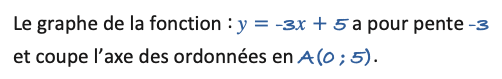 Le graphe de la fonction : y = -3x + 5 a pour pente -3
et coupe l’axe des ordonnées en A(0 ; 5).